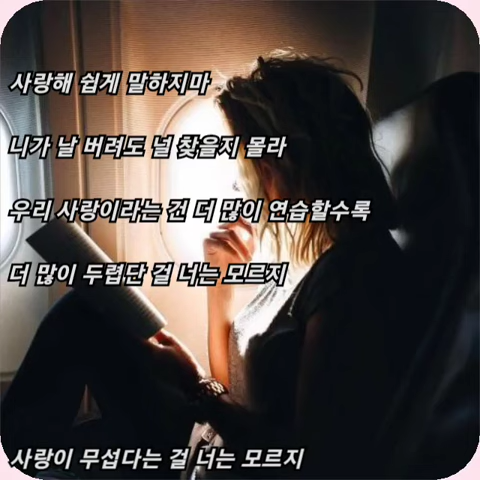 사랑해 쉽게 말하지마
니가 날 버려도 널 찾을지 몰라
우리 사랑이라는 건 더 많이 연습할수록
더 많이 두렵단 걸 너는 모르지
사랑이 무섭다는 걸 너는 모르지